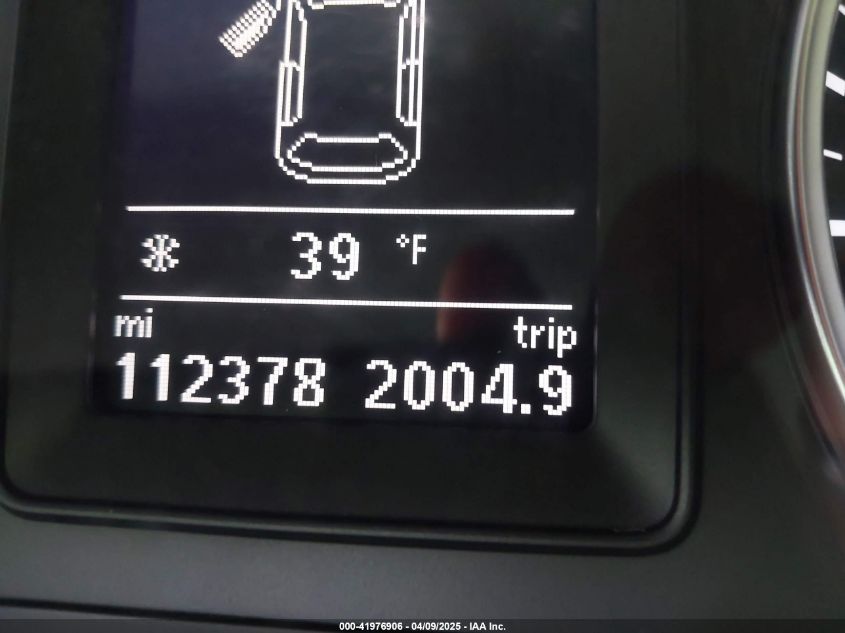 39 °F
mi trip
112378 2004.9
000-41976906 - 04/09/2025 - IAA Inc.